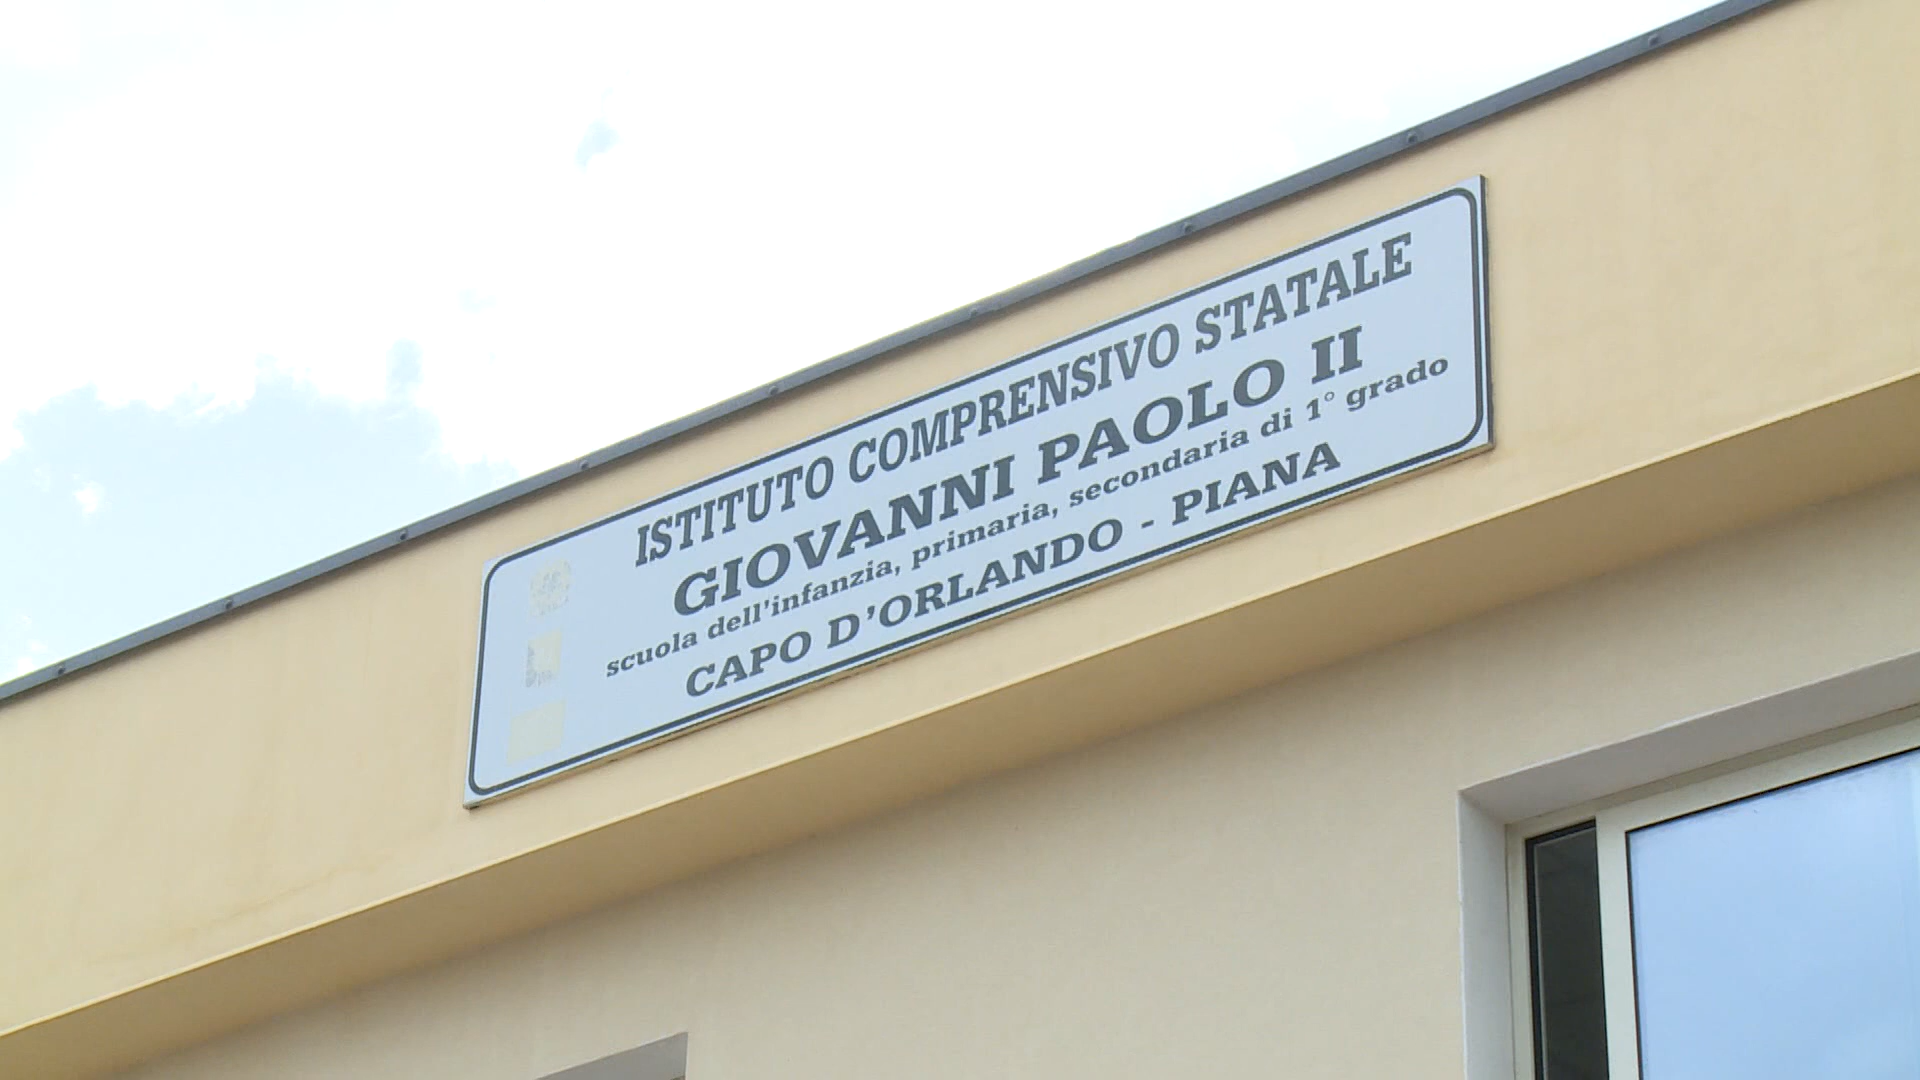 ISTITUTO COMPRENSIVO STATALE
GIOVANNI PAOLO II
scuola dell'infanzia, primaria, secondaria di 1° grado
CAPO D'ORLANDO - PIANA